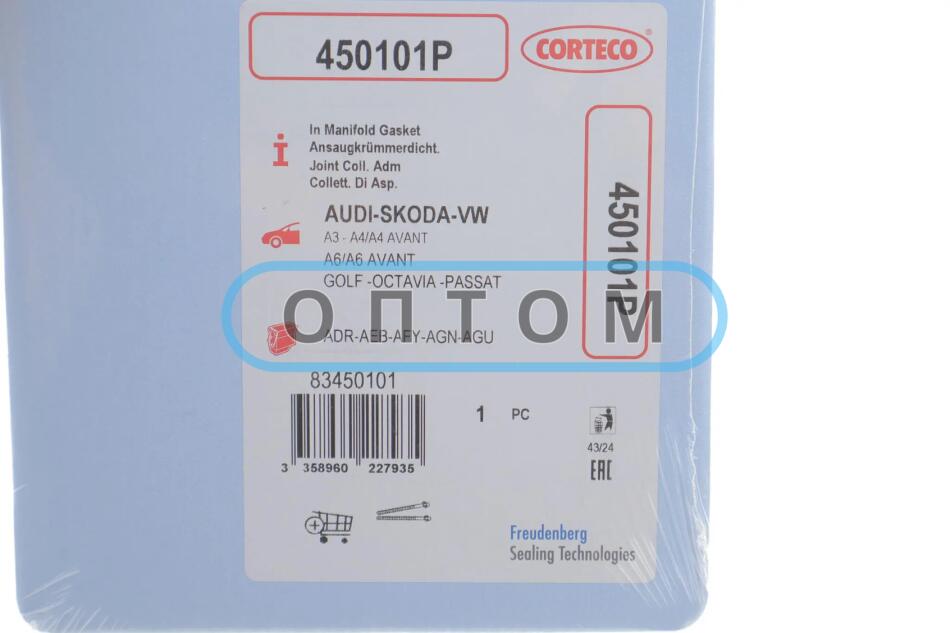 450101P
CORTECO
In Manifold Gasket
Ansaugkrümmerdicht.
Joint Coll. Adm
Collett. Di Asp.
450101P
AUDI-SKODA-VW
A3 - A4/A4 AVANT
A6/A6 AVANT
GOLF -OCTAVIA -PASSAT
ОПТОМ
ADR-AEB-AFY-AGN-AGU
83450101
1 PC
43/24
EAC
3 358960 227935
Freudenberg
Sealing Technologies